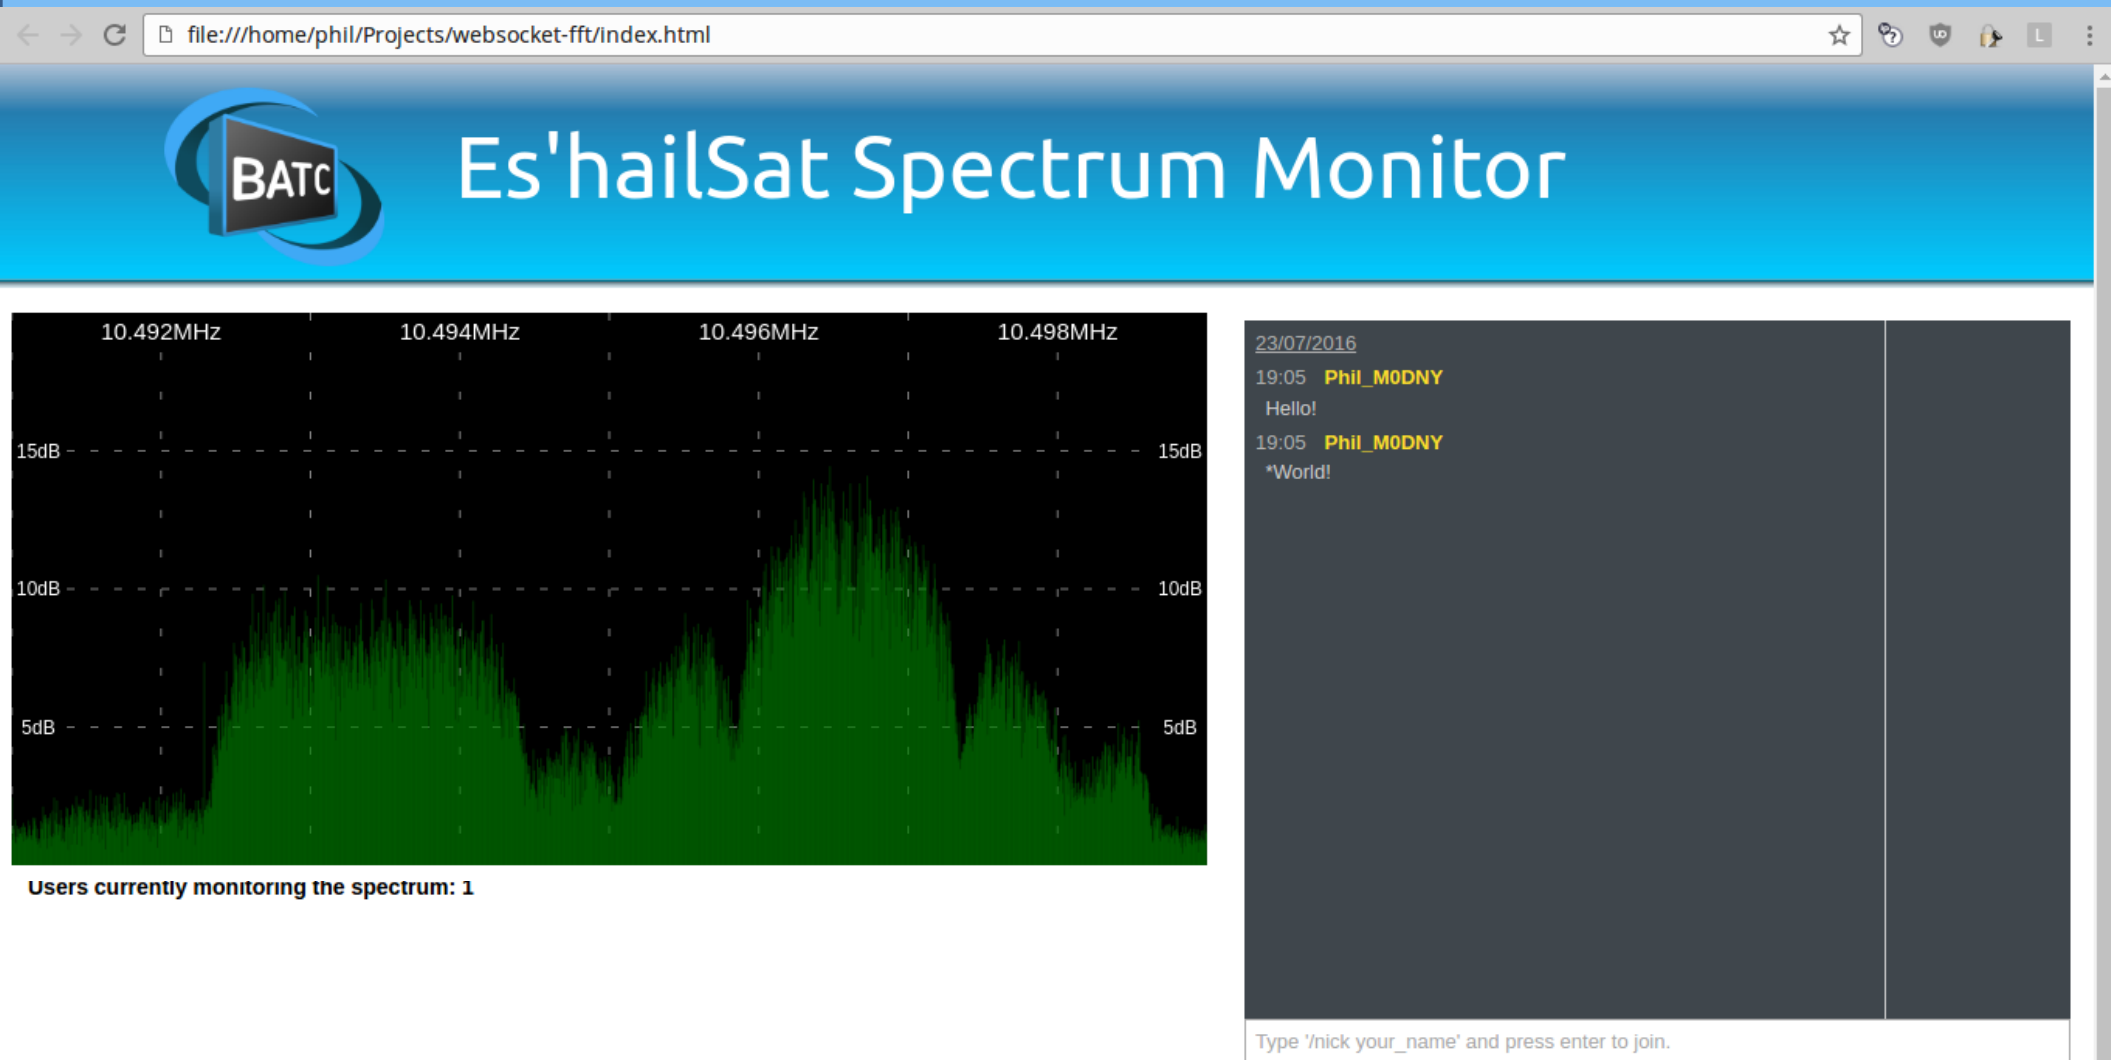 file:///home/phil/Projects/websocket-fft/index.html
L
BATC
Es'hailSat Spectrum Monitor
10.492MHz 10.494MHz 10.496MHz 10.498MHz
15dB 15dB
10dB 10dB
5dB 5dB
Users currently monitoring the spectrum: 1
23/07/2016
19:05 Phil_M0DNY
Hello!
19:05 Phil_M0DNY
*World!
Type '/nick your_name' and press enter to join.